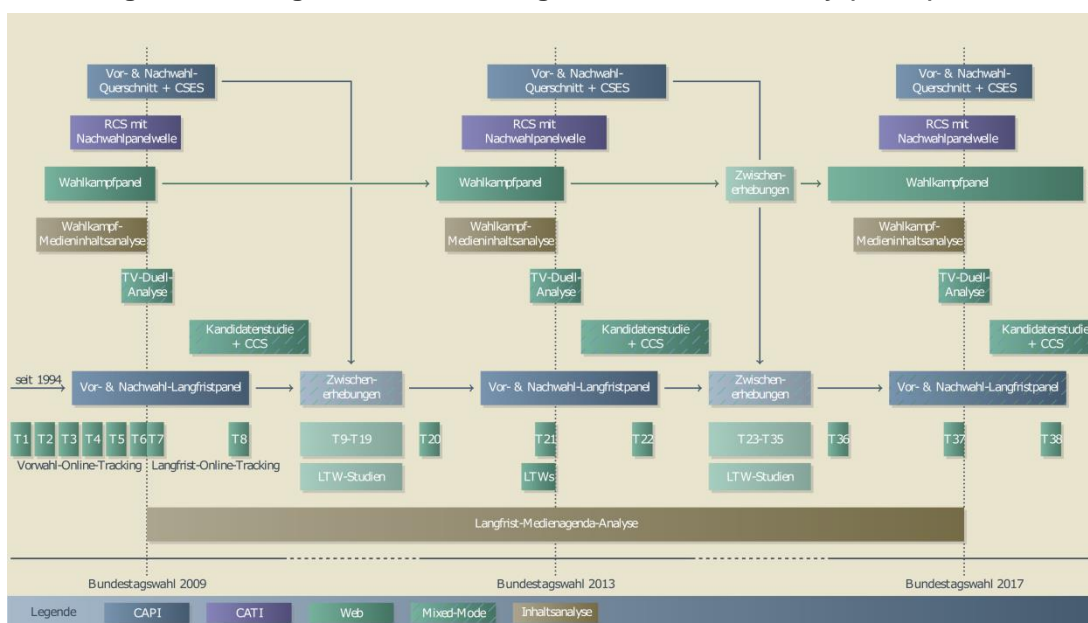 Vor- & Nachwahl-
Querschnitt + CSES
Vor- & Nachwahl-
Querschnitt + CSES
Vor- & Nachwahl-
Querschnitt + CSES
RCS mit
Nachwahlpanelwelle
RCS mit
Nachwahlpanelwelle
RCS mit
Nachwahlpanelwelle
Wahlkampfpanel
Wahlkampfpanel
Zwischen-
erhebungen
Wahlkampfpanel
Wahlkampf-
Medieninhaltsanalyse
Wahlkampf-
Medieninhaltsanalyse
Wahlkampf-
Medieninhaltsanalyse
TV-Duell-
Analyse
TV-Duell-
Analyse
TV-Duell-
Analyse
Kandidatenstudie
+ CCS
Kandidatenstudie
+ CCS
Kandidatenstudie
+ CCS
seit 1994
Vor- & Nachwahl-Langfristpanel
Zwischen-
erhebungen
Vor- & Nachwahl-Langfristpanel
Zwischen-
erhebungen
Vor- & Nachwahl-Langfristpanel
T1 T2 T3 T4 T5 T6 T7 T8 T9-T19 T20 T21 T22 T23-T35 T36 T37 T38
Vorwahl-Online-Tracking Langfrist-Online-Tracking
LTW-Studien LTWs LTW-Studien
Langfrist-Medienagenda-Analyse
Bundestagswahl 2009 Bundestagswahl 2013 Bundestagswahl 2017
Legende CAPI CATI Web Mixed-Mode Inhaltsanalyse